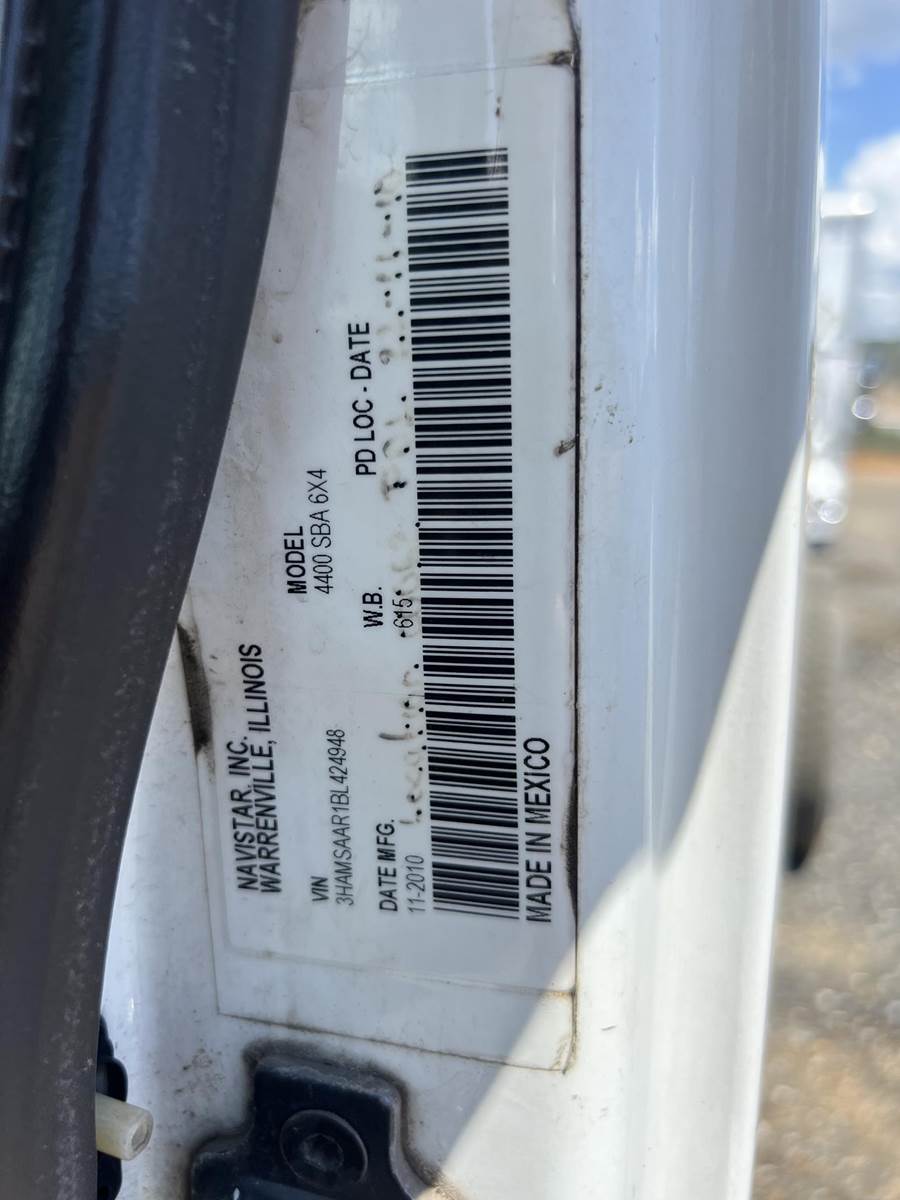 NAVISTAR, INC.
WARRENVILLE, ILLINOIS
VIN
3HAMSAAR1BL424948
MODEL
4400 SBA 6X4
DATE MFG.
11-2010
W.B.
615
PD LOC - DATE
MADE IN MEXICO